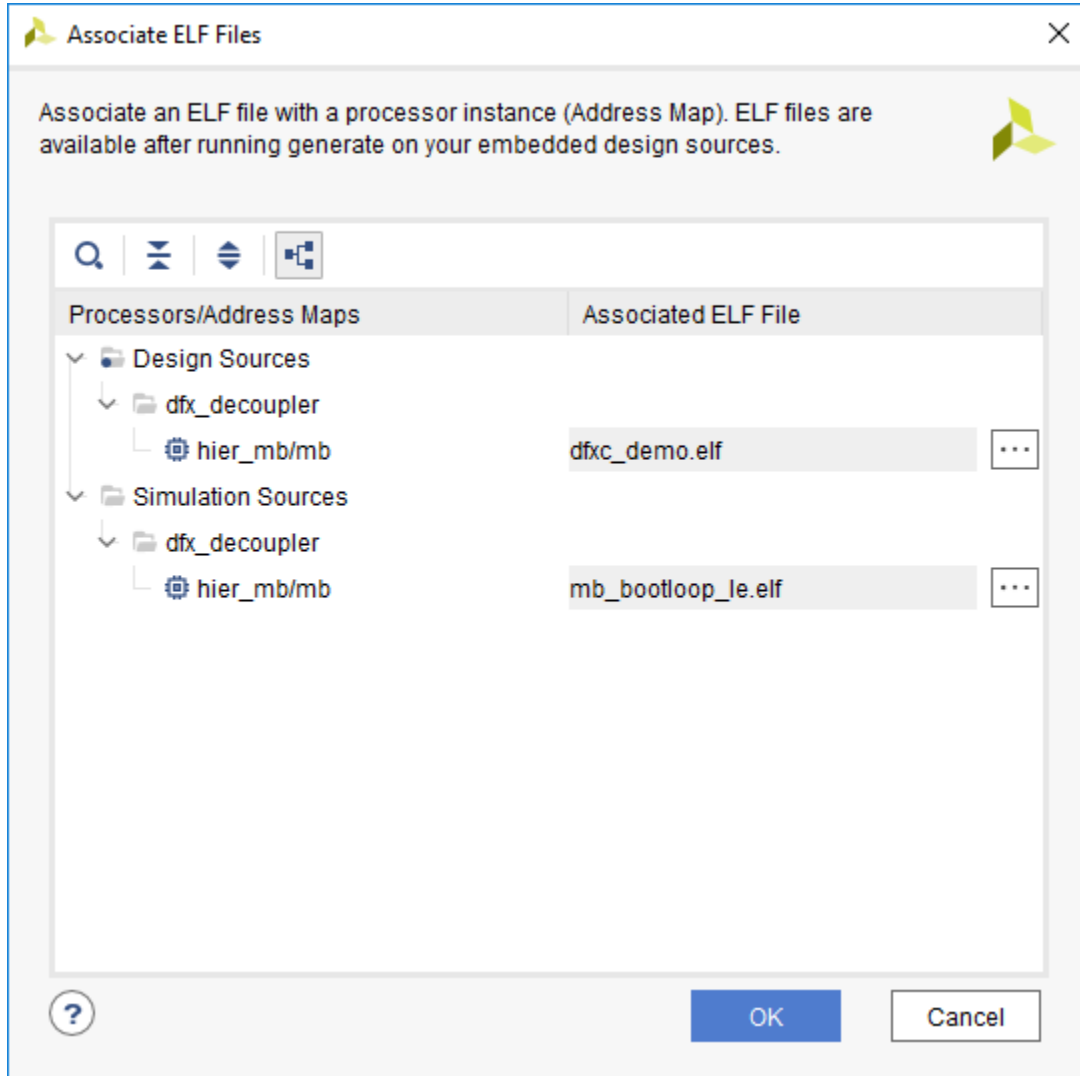 Associate ELF Files
Associate an ELF file with a processor instance (Address Map). ELF files are
available after running generate on your embedded design sources.
Processors/Address Maps Associated ELF File
Design Sources
dfx_decoupler
hier_mb/mb dfxc_demo.elf ...
Simulation Sources
dfx_decoupler
hier_mb/mb mb_bootloop_le.elf ...
? OK Cancel